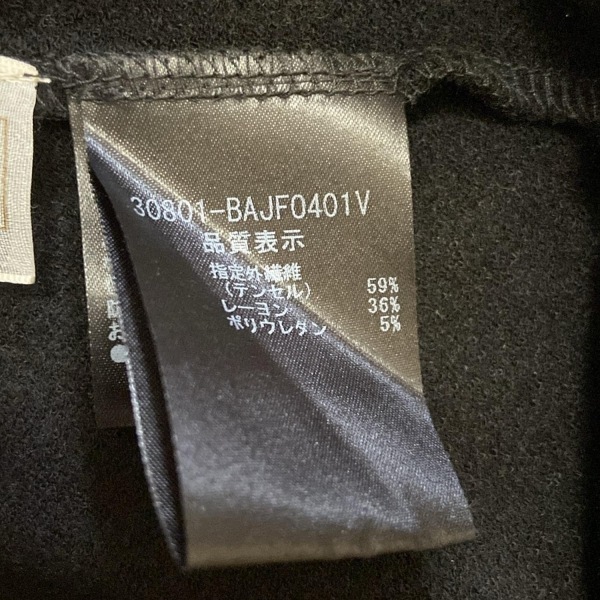 30801-BAJF0401V
品質表示
指定外繊維
(テンセル) 59%
レーヨン 36%
ポリウレタン 5%
お